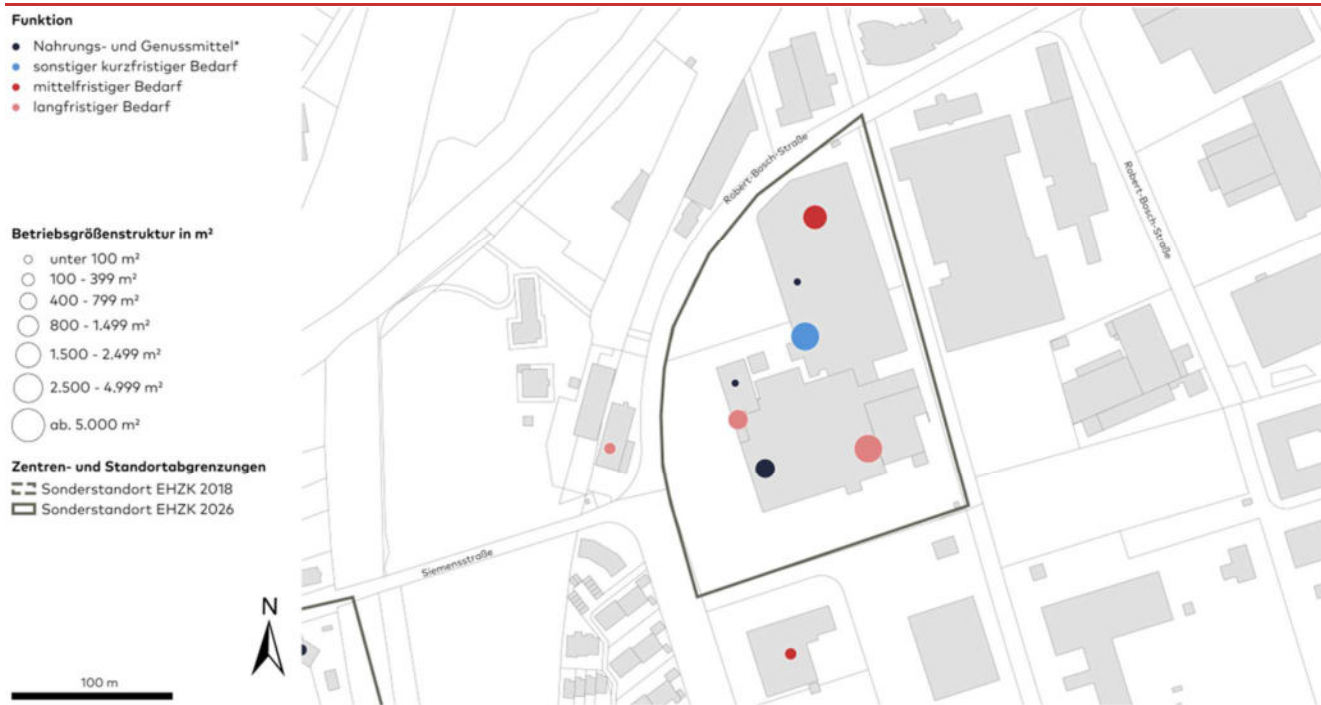 Funktion
Nahrungs- und Genussmittel*
sonstiger kurzfristiger Bedarf
mittelfristiger Bedarf
langfristiger Bedarf
Betriebsgrößenstruktur in m²
unter 100 m²
100 - 399 m²
400 - 799 m²
800 - 1.499 m²
1.500 - 2.499 m²
2.500 - 4.999 m²
ab. 5.000 m²
Zentren- und Standortabgrenzungen
Sonderstandort EHZK 2018
Sonderstandort EHZK 2026
N
100 m
Robert-Bosch-Straße
Robert-Bosch-Straße
Siemensstraße